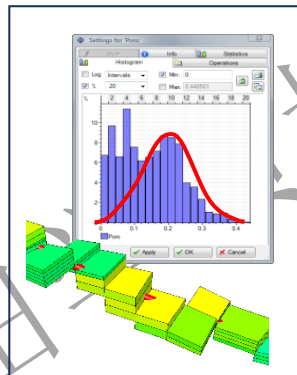 Settings for 'Poro'
Style Info Statistics
Histogram Operations
Log Intervals Min: 0
% 20 Max: 0.448501
% 2 4 6 8 10 12 14 16 18 20
10
8
6
4
2
0 0.1 0.2 0.3 0.4
Poro
Apply OK Cancel